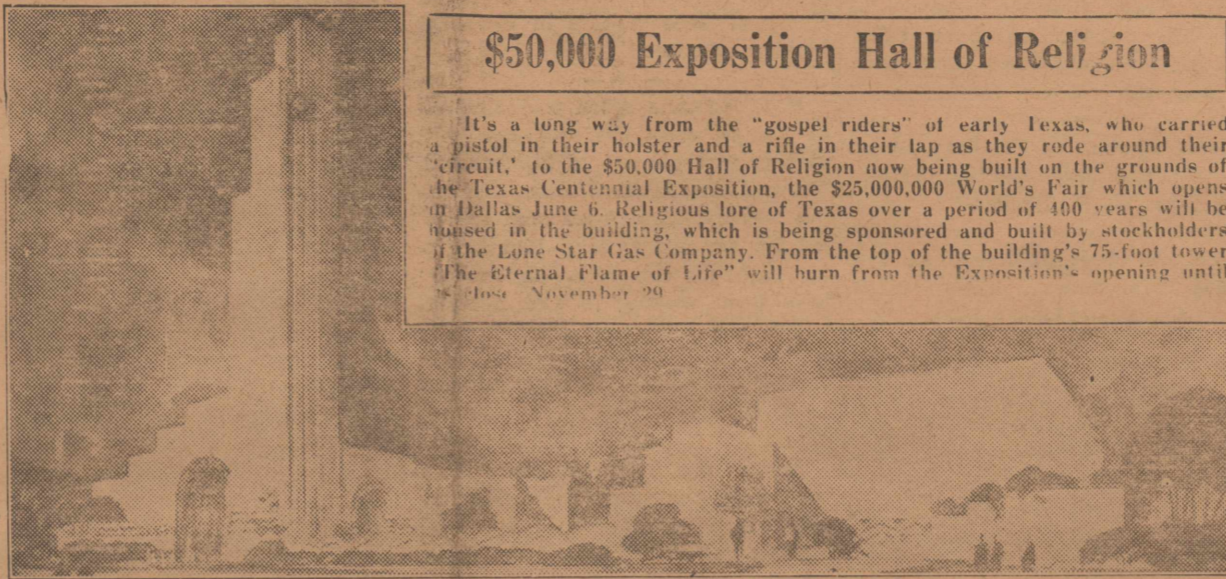 $50,000 Exposition Hall of Religion
It's a long way from the "gospel riders" of early Texas, who carried
a pistol in their holster and a rifle in their lap as they rode around their
'circuit,' to the $50,000 Hall of Religion now being built on the grounds of
the Texas Centennial Exposition, the $25,000,000 World's Fair which opens
in Dallas June 6. Religious lore of Texas over a period of 400 years will be
housed in the building, which is being sponsored and built by stockholders
of the Lone Star Gas Company. From the top of the building's 75-foot tower
"The Eternal Flame of Life" will burn from the Exposition's opening until
its close November 29